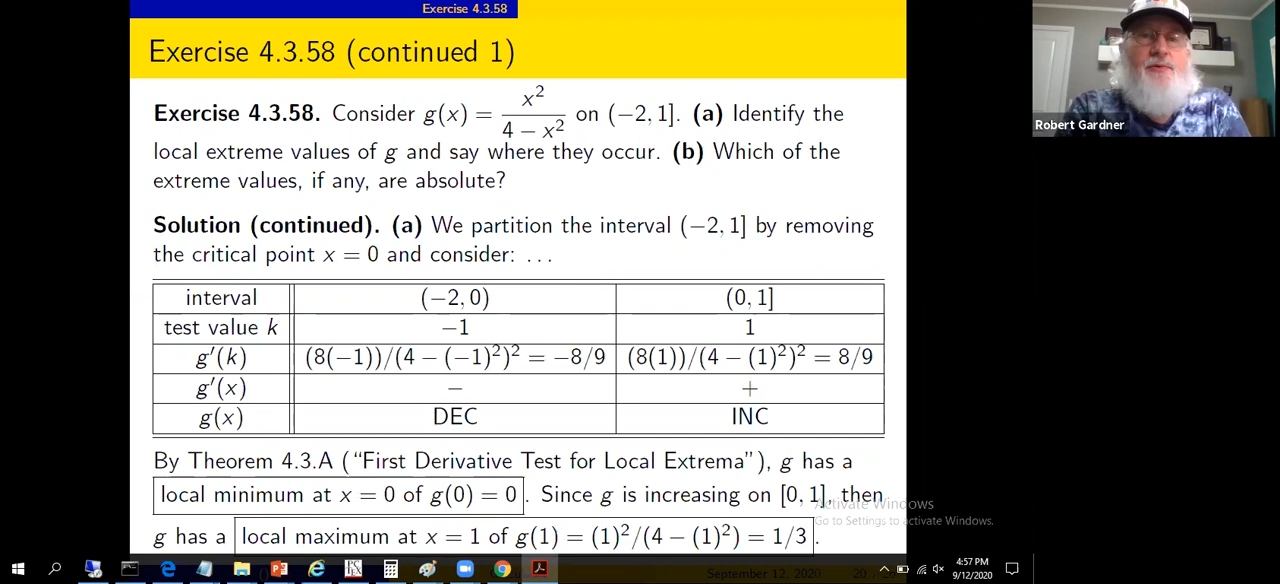 Exercise 4.3.58
Exercise 4.3.58 (continued 1)
Exercise 4.3.58. Consider g(x) = x²/(4 − x²) on (−2, 1]. (a) Identify the
local extreme values of g and say where they occur. (b) Which of the
extreme values, if any, are absolute?
Solution (continued). (a) We partition the interval (−2, 1] by removing
the critical point x = 0 and consider: ...
interval (−2, 0) (0, 1]
test value k −1 1
g′(k) (8(−1))/(4 − (−1)²)² = −8/9 (8(1))/(4 − (1)²)² = 8/9
g′(x) − +
g(x) DEC INC
By Theorem 4.3.A (“First Derivative Test for Local Extrema”), g has a
local minimum at x = 0 of g(0) = 0. Since g is increasing on [0, 1], then
g has a local maximum at x = 1 of g(1) = (1)²/(4 − (1)²) = 1/3.
Robert Gardner
Activate Windows
Go to Settings to activate Windows.
September 12, 2020 20
4:57 PM
9/12/2020